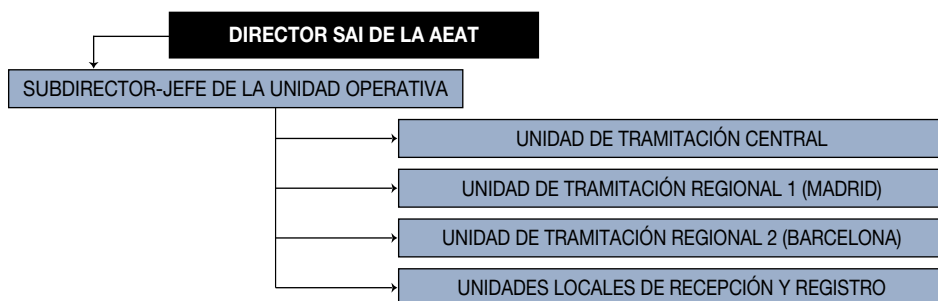 DIRECTOR SAI DE LA AEAT
SUBDIRECTOR-JEFE DE LA UNIDAD OPERATIVA
UNIDAD DE TRAMITACIÓN CENTRAL
UNIDAD DE TRAMITACIÓN REGIONAL 1 (MADRID)
UNIDAD DE TRAMITACIÓN REGIONAL 2 (BARCELONA)
UNIDADES LOCALES DE RECEPCIÓN Y REGISTRO